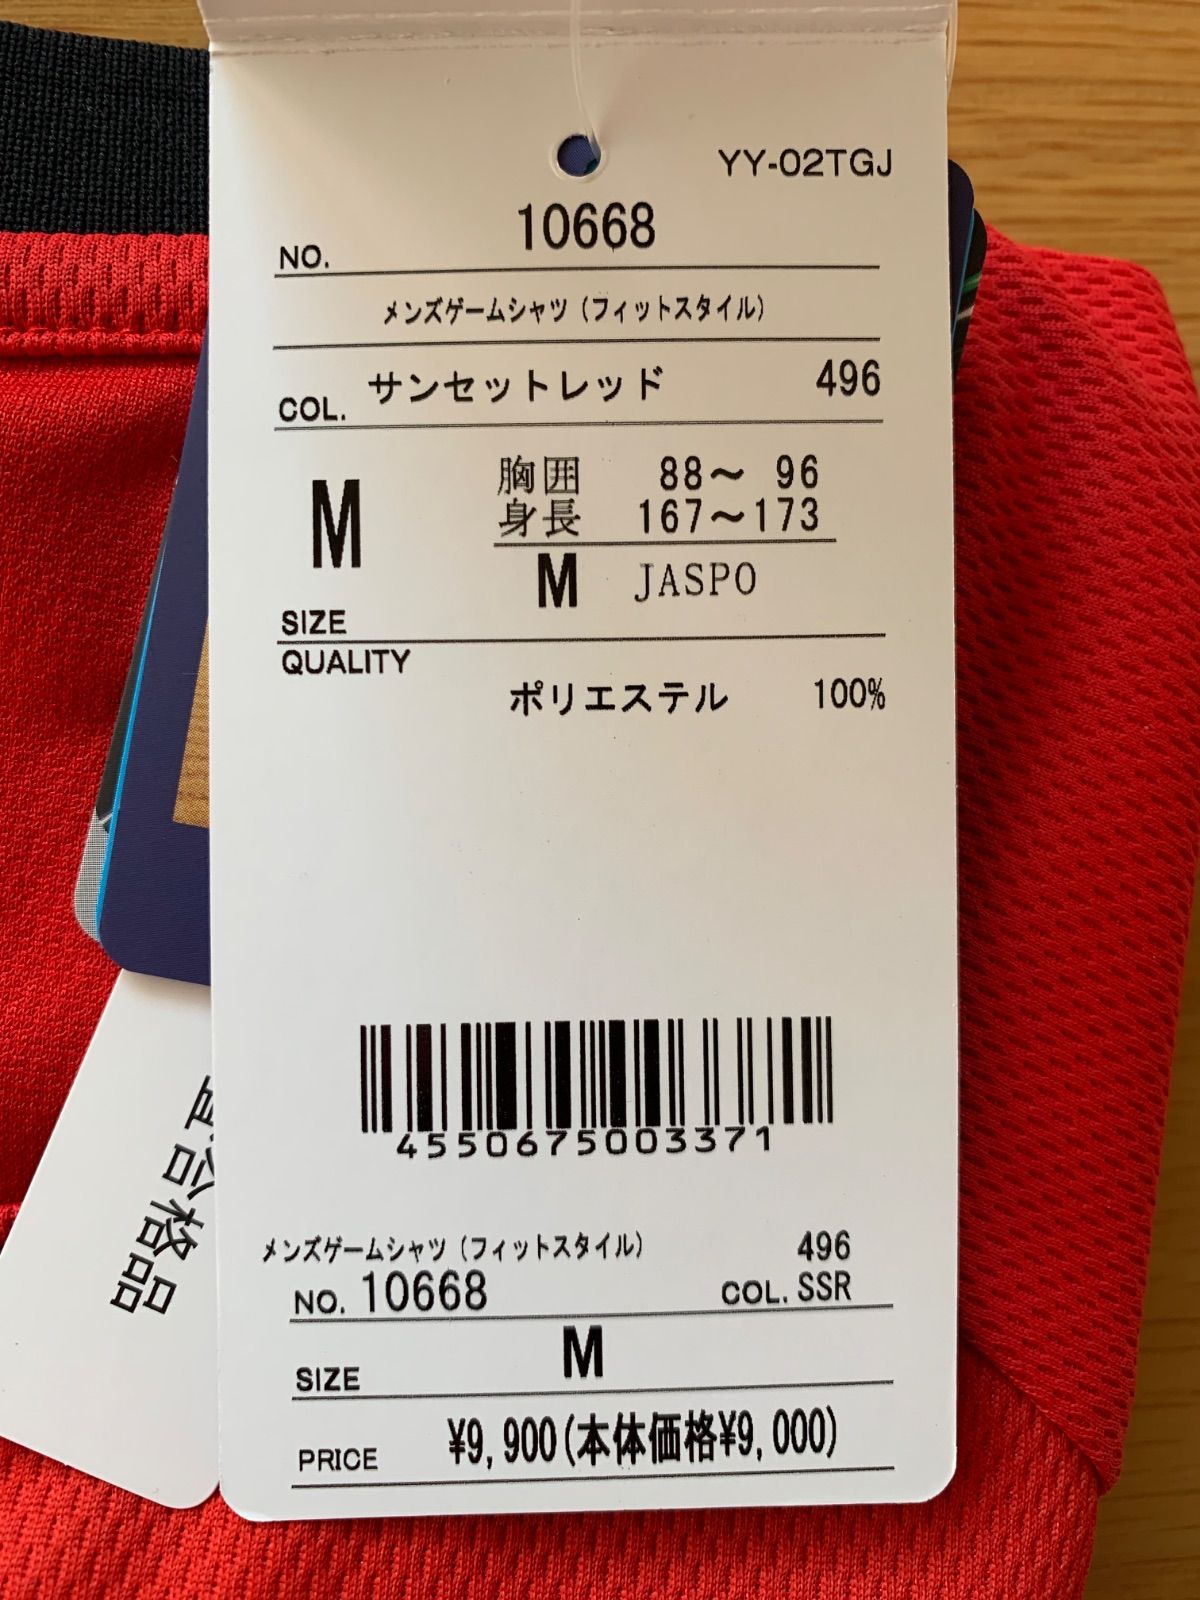 YY-02TGJ
NO. 10668
メンズゲームシャツ(フィットスタイル)
COL. サンセットレッド 496
M 胸囲 88～ 96
身長 167～173
M JASPO
SIZE
QUALITY
ポリエステル 100%
4550675003371
メンズゲームシャツ(フィットスタイル) 496
NO. 10668 COL. SSR
SIZE M
PRICE ¥9,900(本体価格¥9,000)
合格品